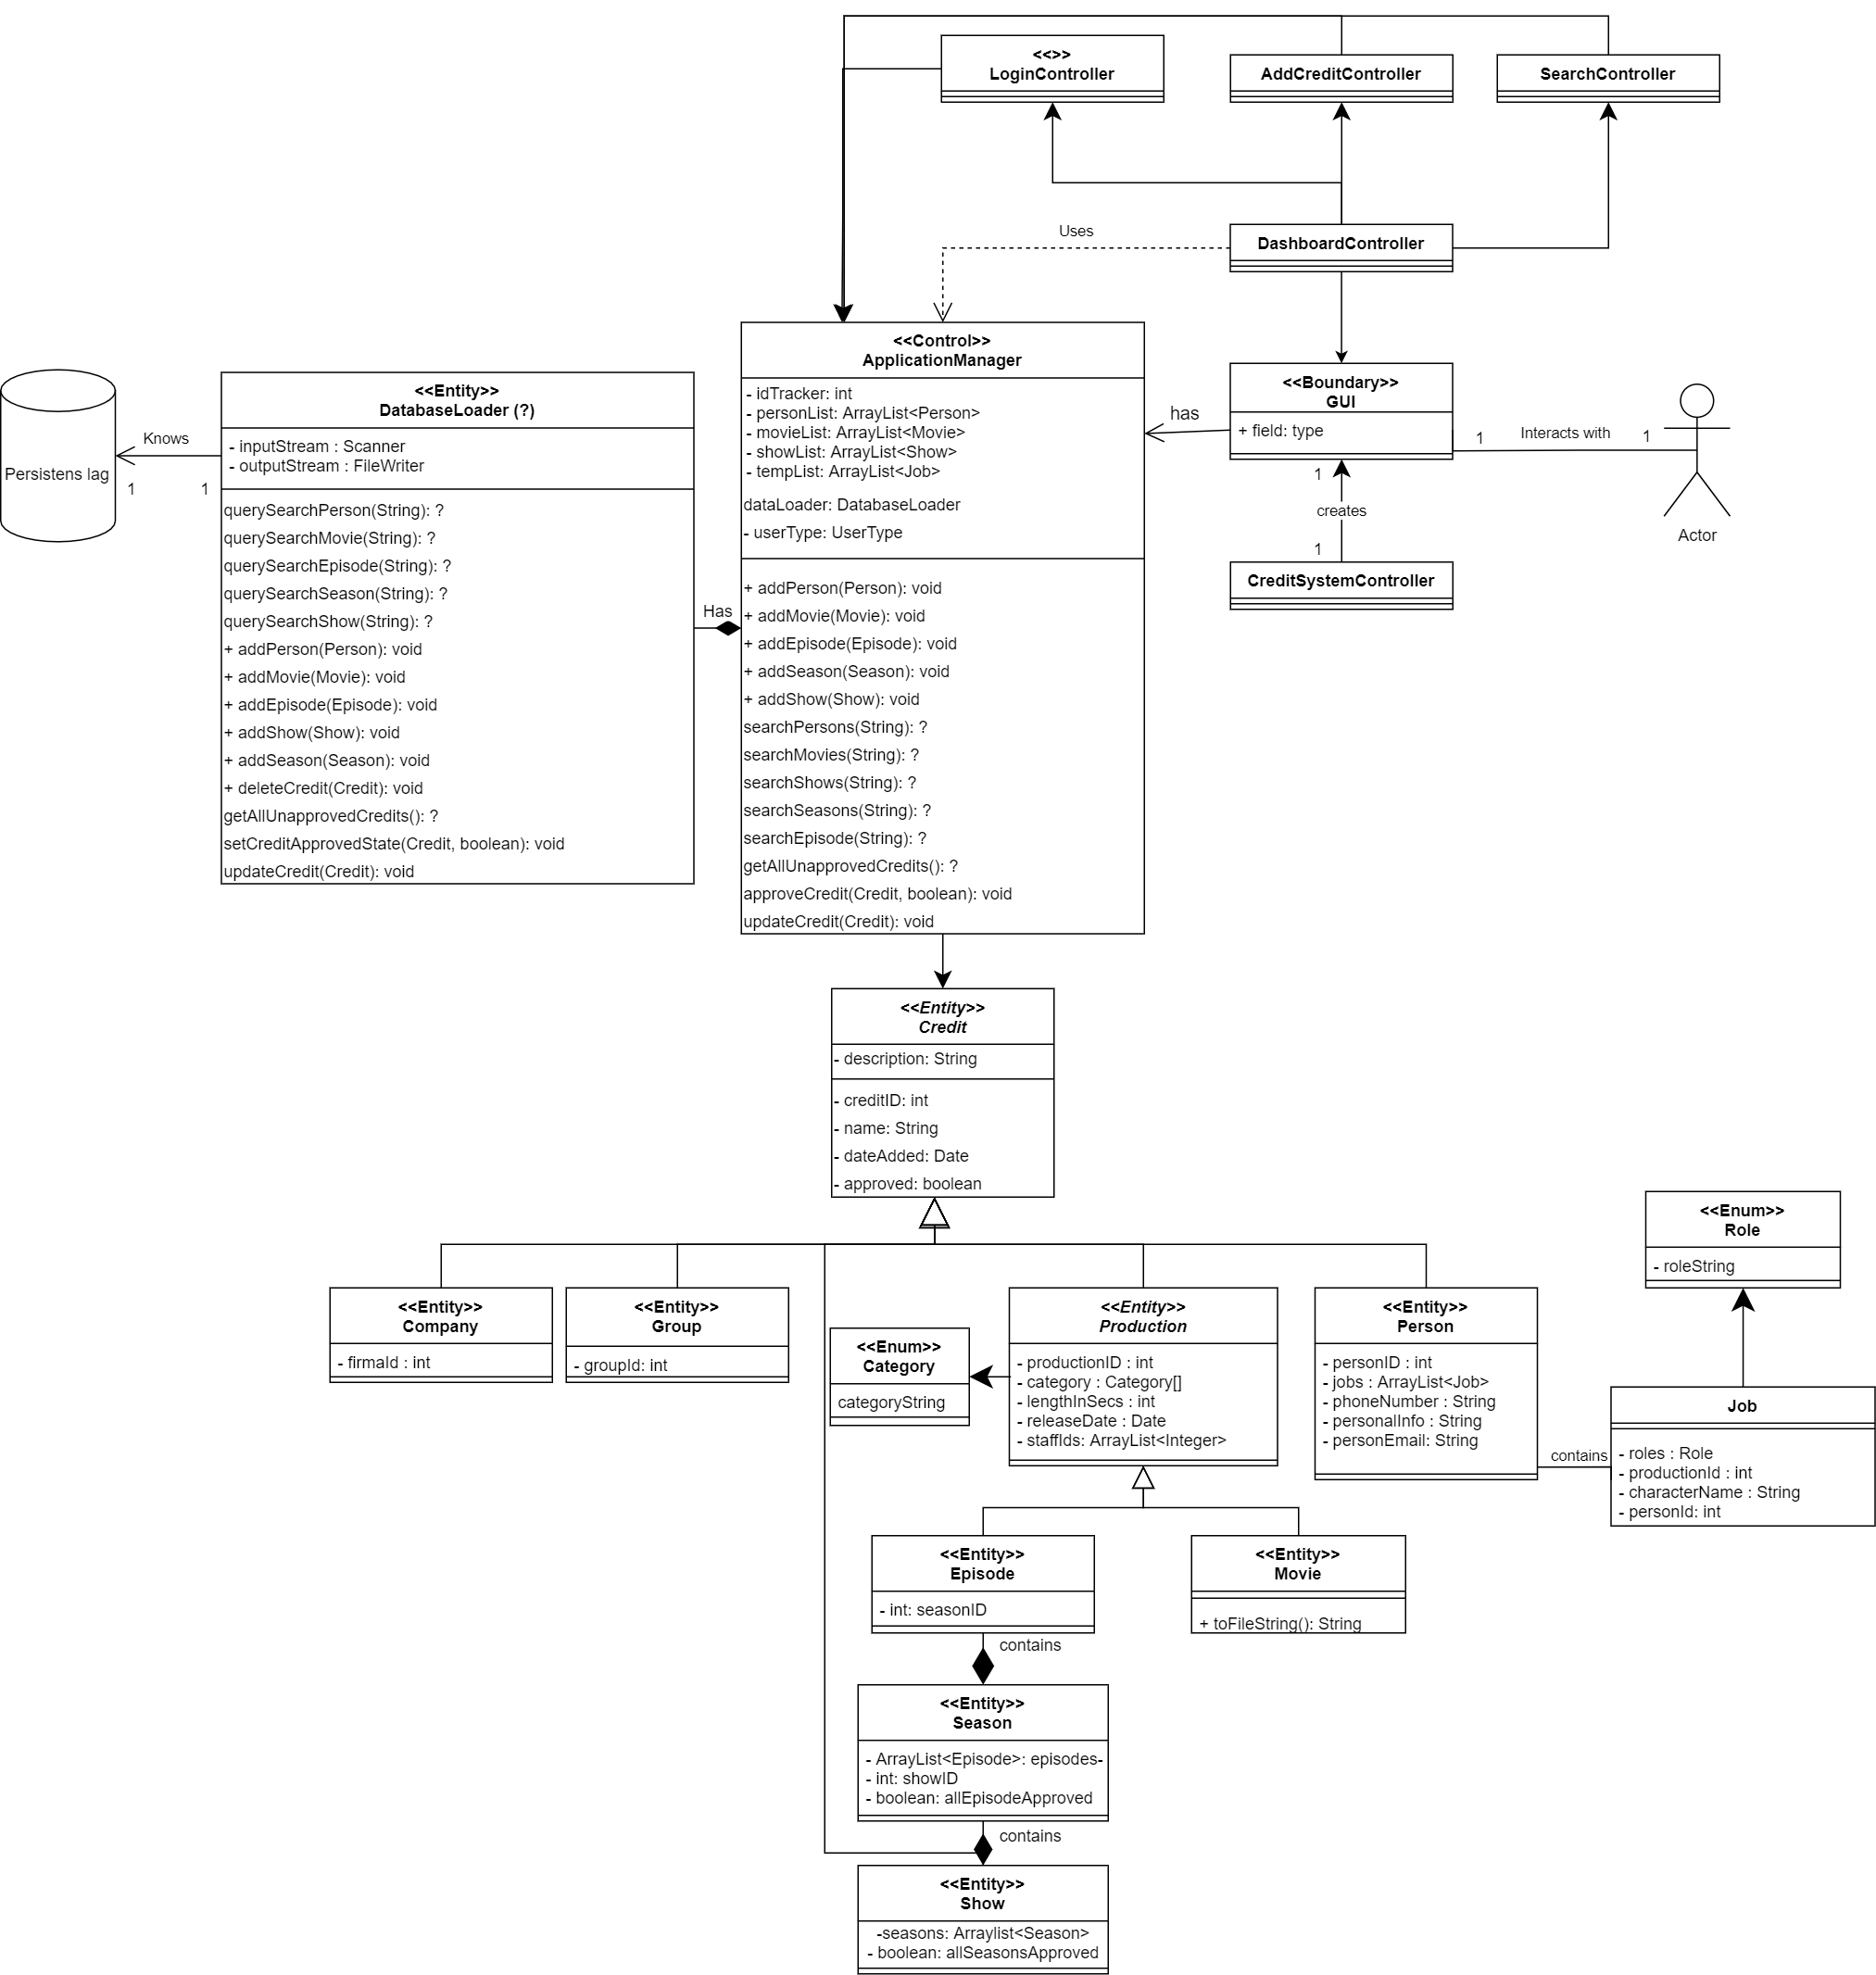 <<>>
LoginController
AddCreditController
SearchController
Uses
DashboardController
<<Control>>
ApplicationManager
- idTracker: int
- personList: ArrayList<Person>
- movieList: ArrayList<Movie>
- showList: ArrayList<Show>
- tempList: ArrayList<Job>
dataLoader: DatabaseLoader
- userType: UserType
+ addPerson(Person): void
+ addMovie(Movie): void
+ addEpisode(Episode): void
+ addSeason(Season): void
+ addShow(Show): void
searchPersons(String): ?
searchMovies(String): ?
searchShows(String): ?
searchSeasons(String): ?
searchEpisode(String): ?
getAllUnapprovedCredits(): ?
approveCredit(Credit, boolean): void
updateCredit(Credit): void
has
<<Boundary>>
GUI
+ field: type
1
Interacts with
1
Actor
1
creates
1
CreditSystemController
Persistens lag
Knows
1
1
<<Entity>>
DatabaseLoader (?)
- inputStream : Scanner
- outputStream : FileWriter
querySearchPerson(String): ?
querySearchMovie(String): ?
querySearchEpisode(String): ?
querySearchSeason(String): ?
querySearchShow(String): ?
+ addPerson(Person): void
+ addMovie(Movie): void
+ addEpisode(Episode): void
+ addShow(Show): void
+ addSeason(Season): void
+ deleteCredit(Credit): void
getAllUnapprovedCredits(): ?
setCreditApprovedState(Credit, boolean): void
updateCredit(Credit): void
Has
<<Entity>>
Credit
- description: String
- creditID: int
- name: String
- dateAdded: Date
- approved: boolean
<<Entity>>
Company
- firmaId : int
<<Entity>>
Group
- groupId: int
<<Enum>>
Category
categoryString
<<Entity>>
Production
- productionID : int
- category : Category[]
- lengthInSecs : int
- releaseDate : Date
- staffIds: ArrayList<Integer>
<<Entity>>
Person
- personID : int
- jobs : ArrayList<Job>
- phoneNumber : String
- personalInfo : String
- personEmail: String
contains
<<Enum>>
Role
- roleString
Job
- roles : Role
- productionId : int
- characterName : String
- personId: int
<<Entity>>
Episode
- int: seasonID
<<Entity>>
Movie
+ toFileString(): String
contains
<<Entity>>
Season
- ArrayList<Episode>: episodes-
- int: showID
- boolean: allEpisodeApproved
contains
<<Entity>>
Show
-seasons: Arraylist<Season>
- boolean: allSeasonsApproved